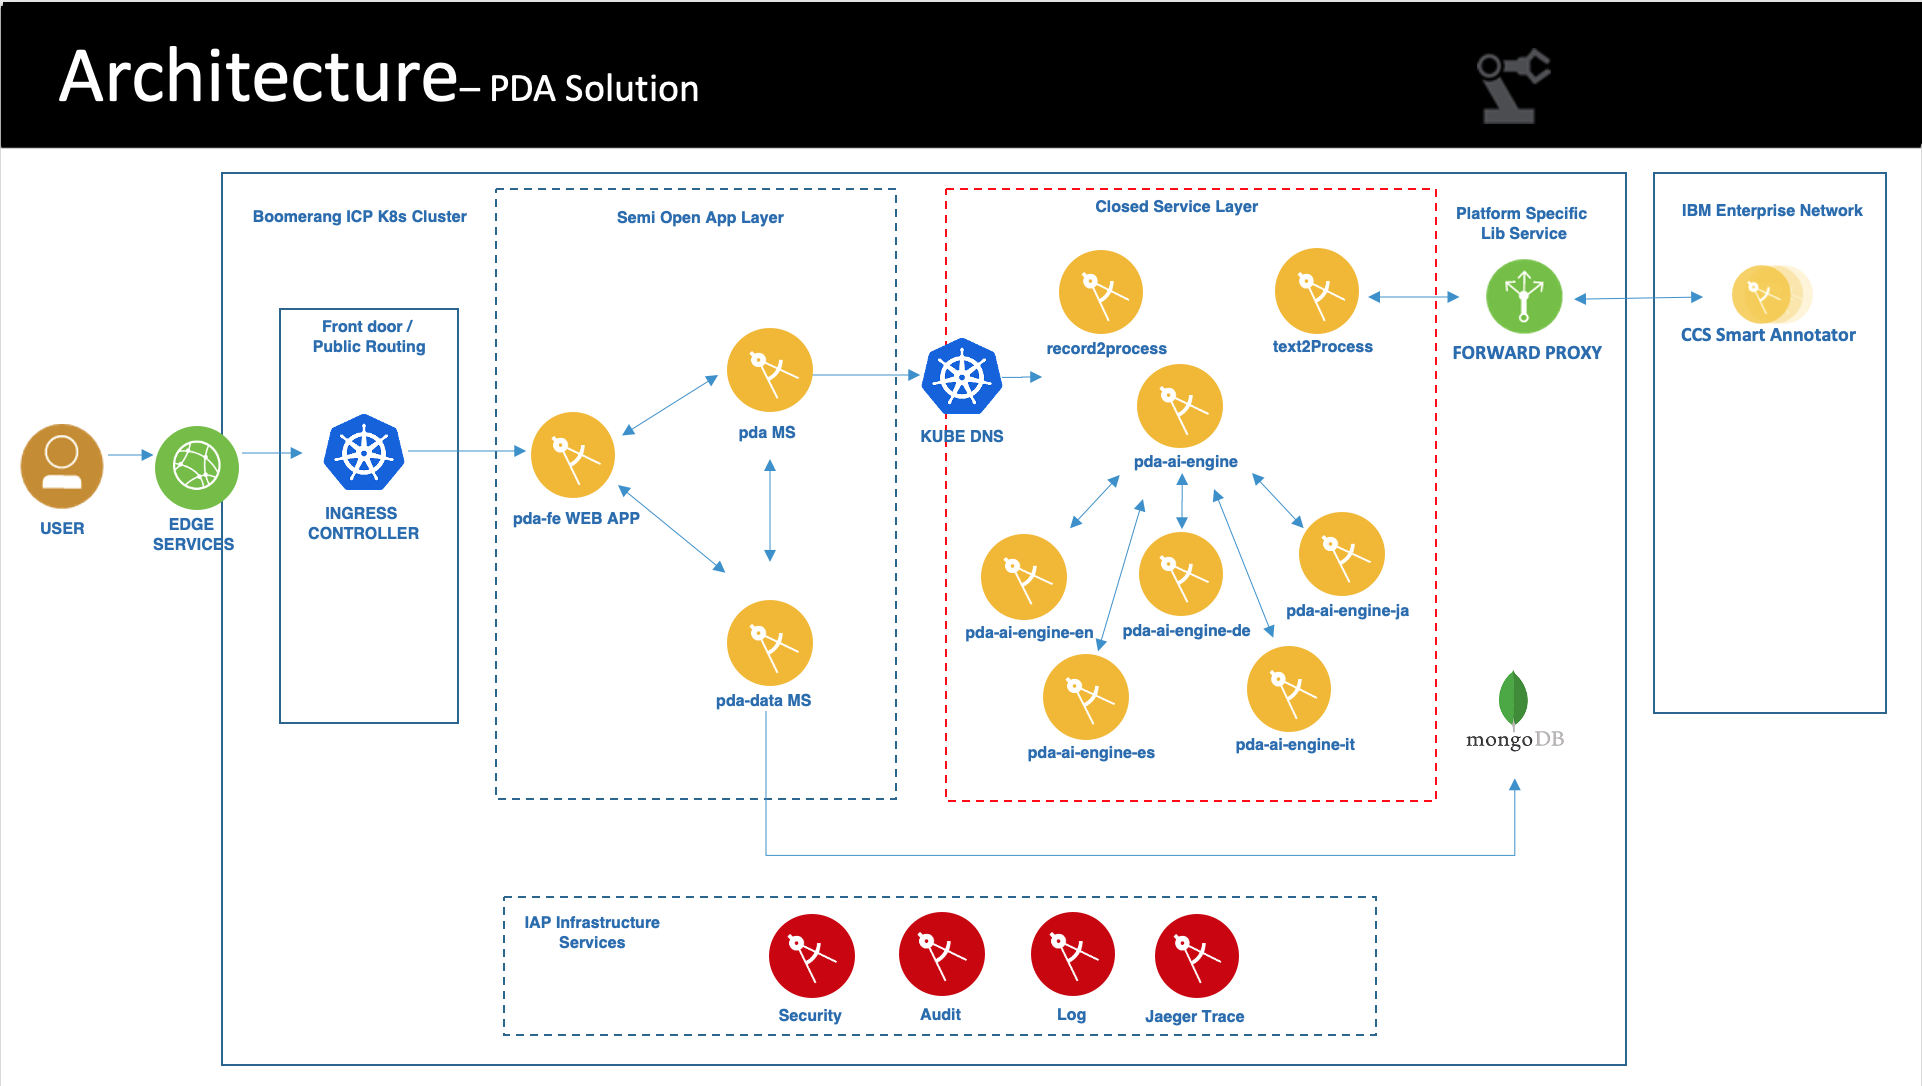 Architecture– PDA Solution
Boomerang ICP K8s Cluster
Semi Open App Layer
Closed Service Layer
Platform Specific
Lib Service
IBM Enterprise Network
Front door /
Public Routing
USER
EDGE
SERVICES
INGRESS
CONTROLLER
pda-fe WEB APP
pda MS
pda-data MS
KUBE DNS
record2process
text2Process
FORWARD PROXY
CCS Smart Annotator
pda-ai-engine
pda-ai-engine-en
pda-ai-engine-de
pda-ai-engine-ja
pda-ai-engine-es
pda-ai-engine-it
mongoDB
IAP Infrastructure
Services
Security
Audit
Log
Jaeger Trace